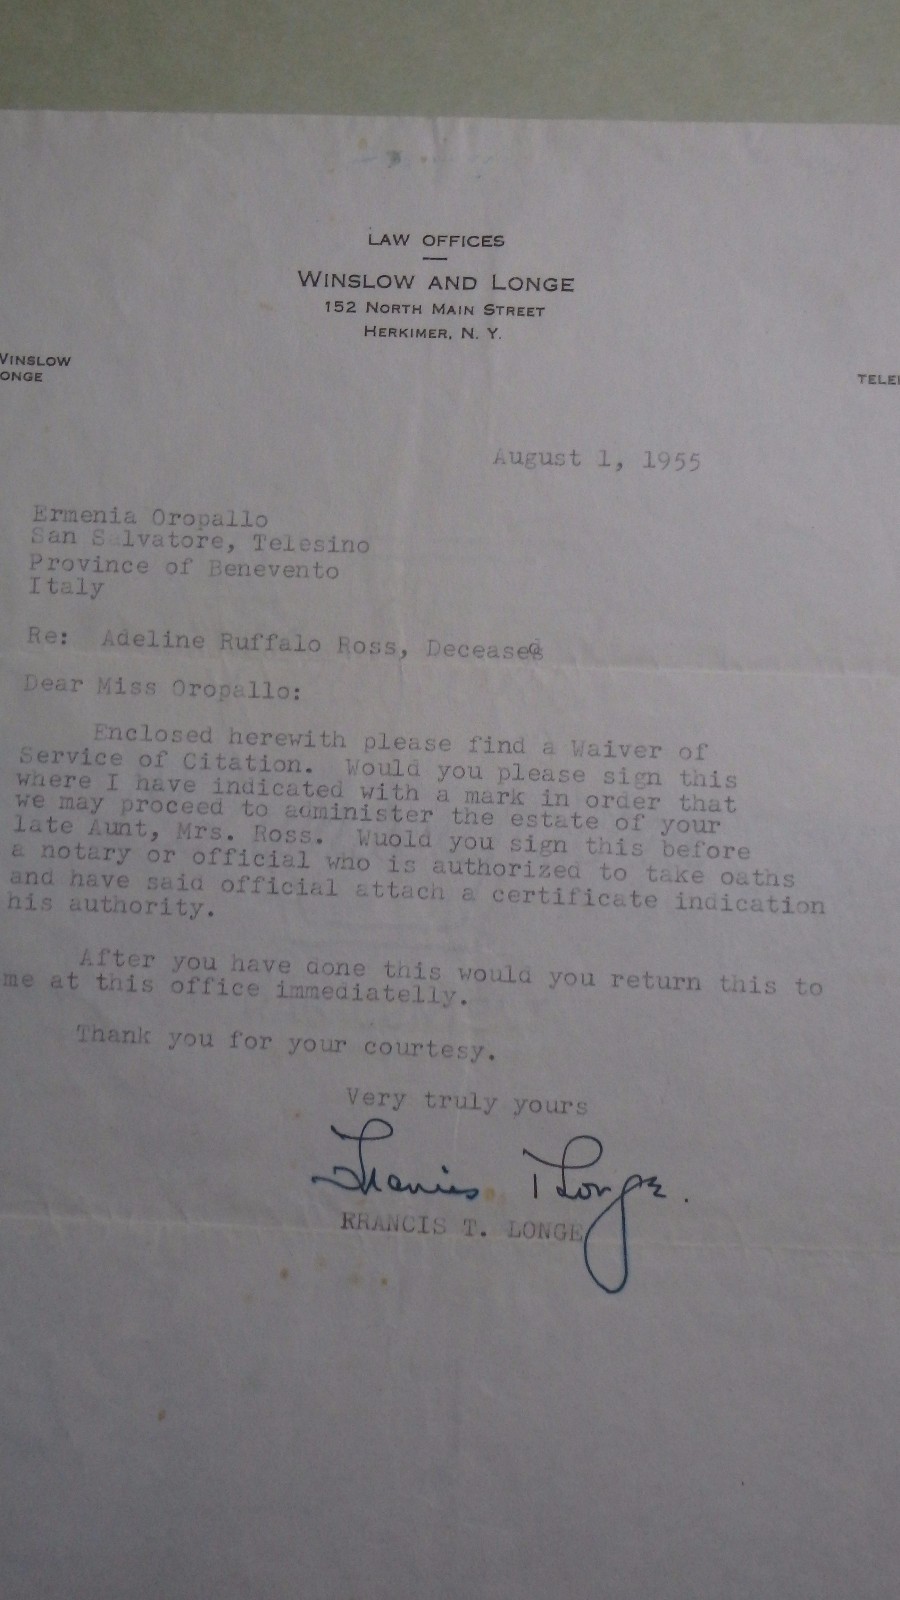 LAW OFFICES
WINSLOW AND LONGE
152 NORTH MAIN STREET
HERKIMER, N. Y.
WINSLOW
ONGE
TELE
August 1, 1955
Ermenia Oropallo
San Salvatore, Telesino
Province of Benevento
Italy
Re: Adeline Ruffalo Ross, Deceased
Dear Miss Oropallo:
Enclosed herewith please find a Waiver of
Service of Citation. Would you please sign this
where I have indicated with a mark in order that
we may proceed to administer the estate of your
late Aunt, Mrs. Ross. Wuold you sign this before
a notary or official who is authorized to take oaths
and have said official attach a certificate indication
his authority.
After you have done this would you return this to
me at this office immediatelly.
Thank you for your courtesy.
Very truly yours
Francis T Longe.
FRANCIS T. LONGE